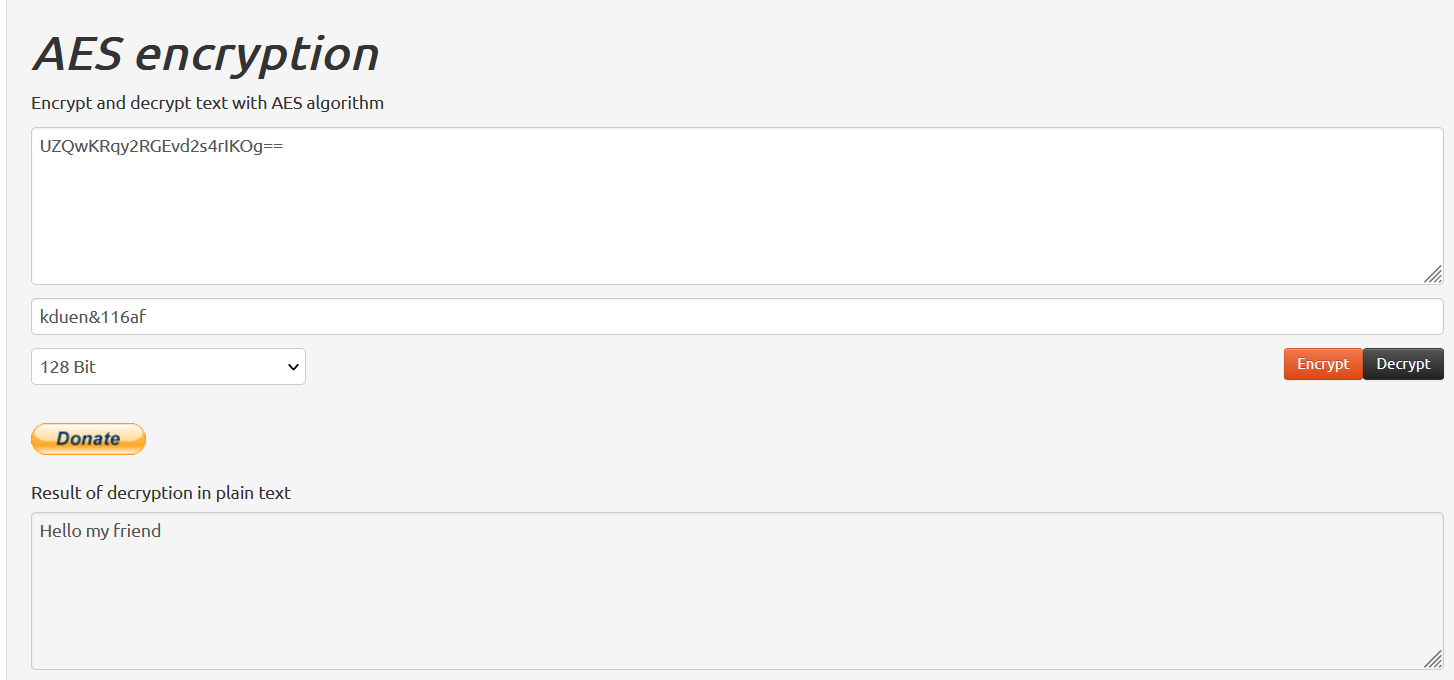 AES encryption
Encrypt and decrypt text with AES algorithm
UZQwKRqy2RGEvd2s4rIKOg==
kduen&116af
128 Bit
Encrypt Decrypt
Donate
Result of decryption in plain text
Hello my friend